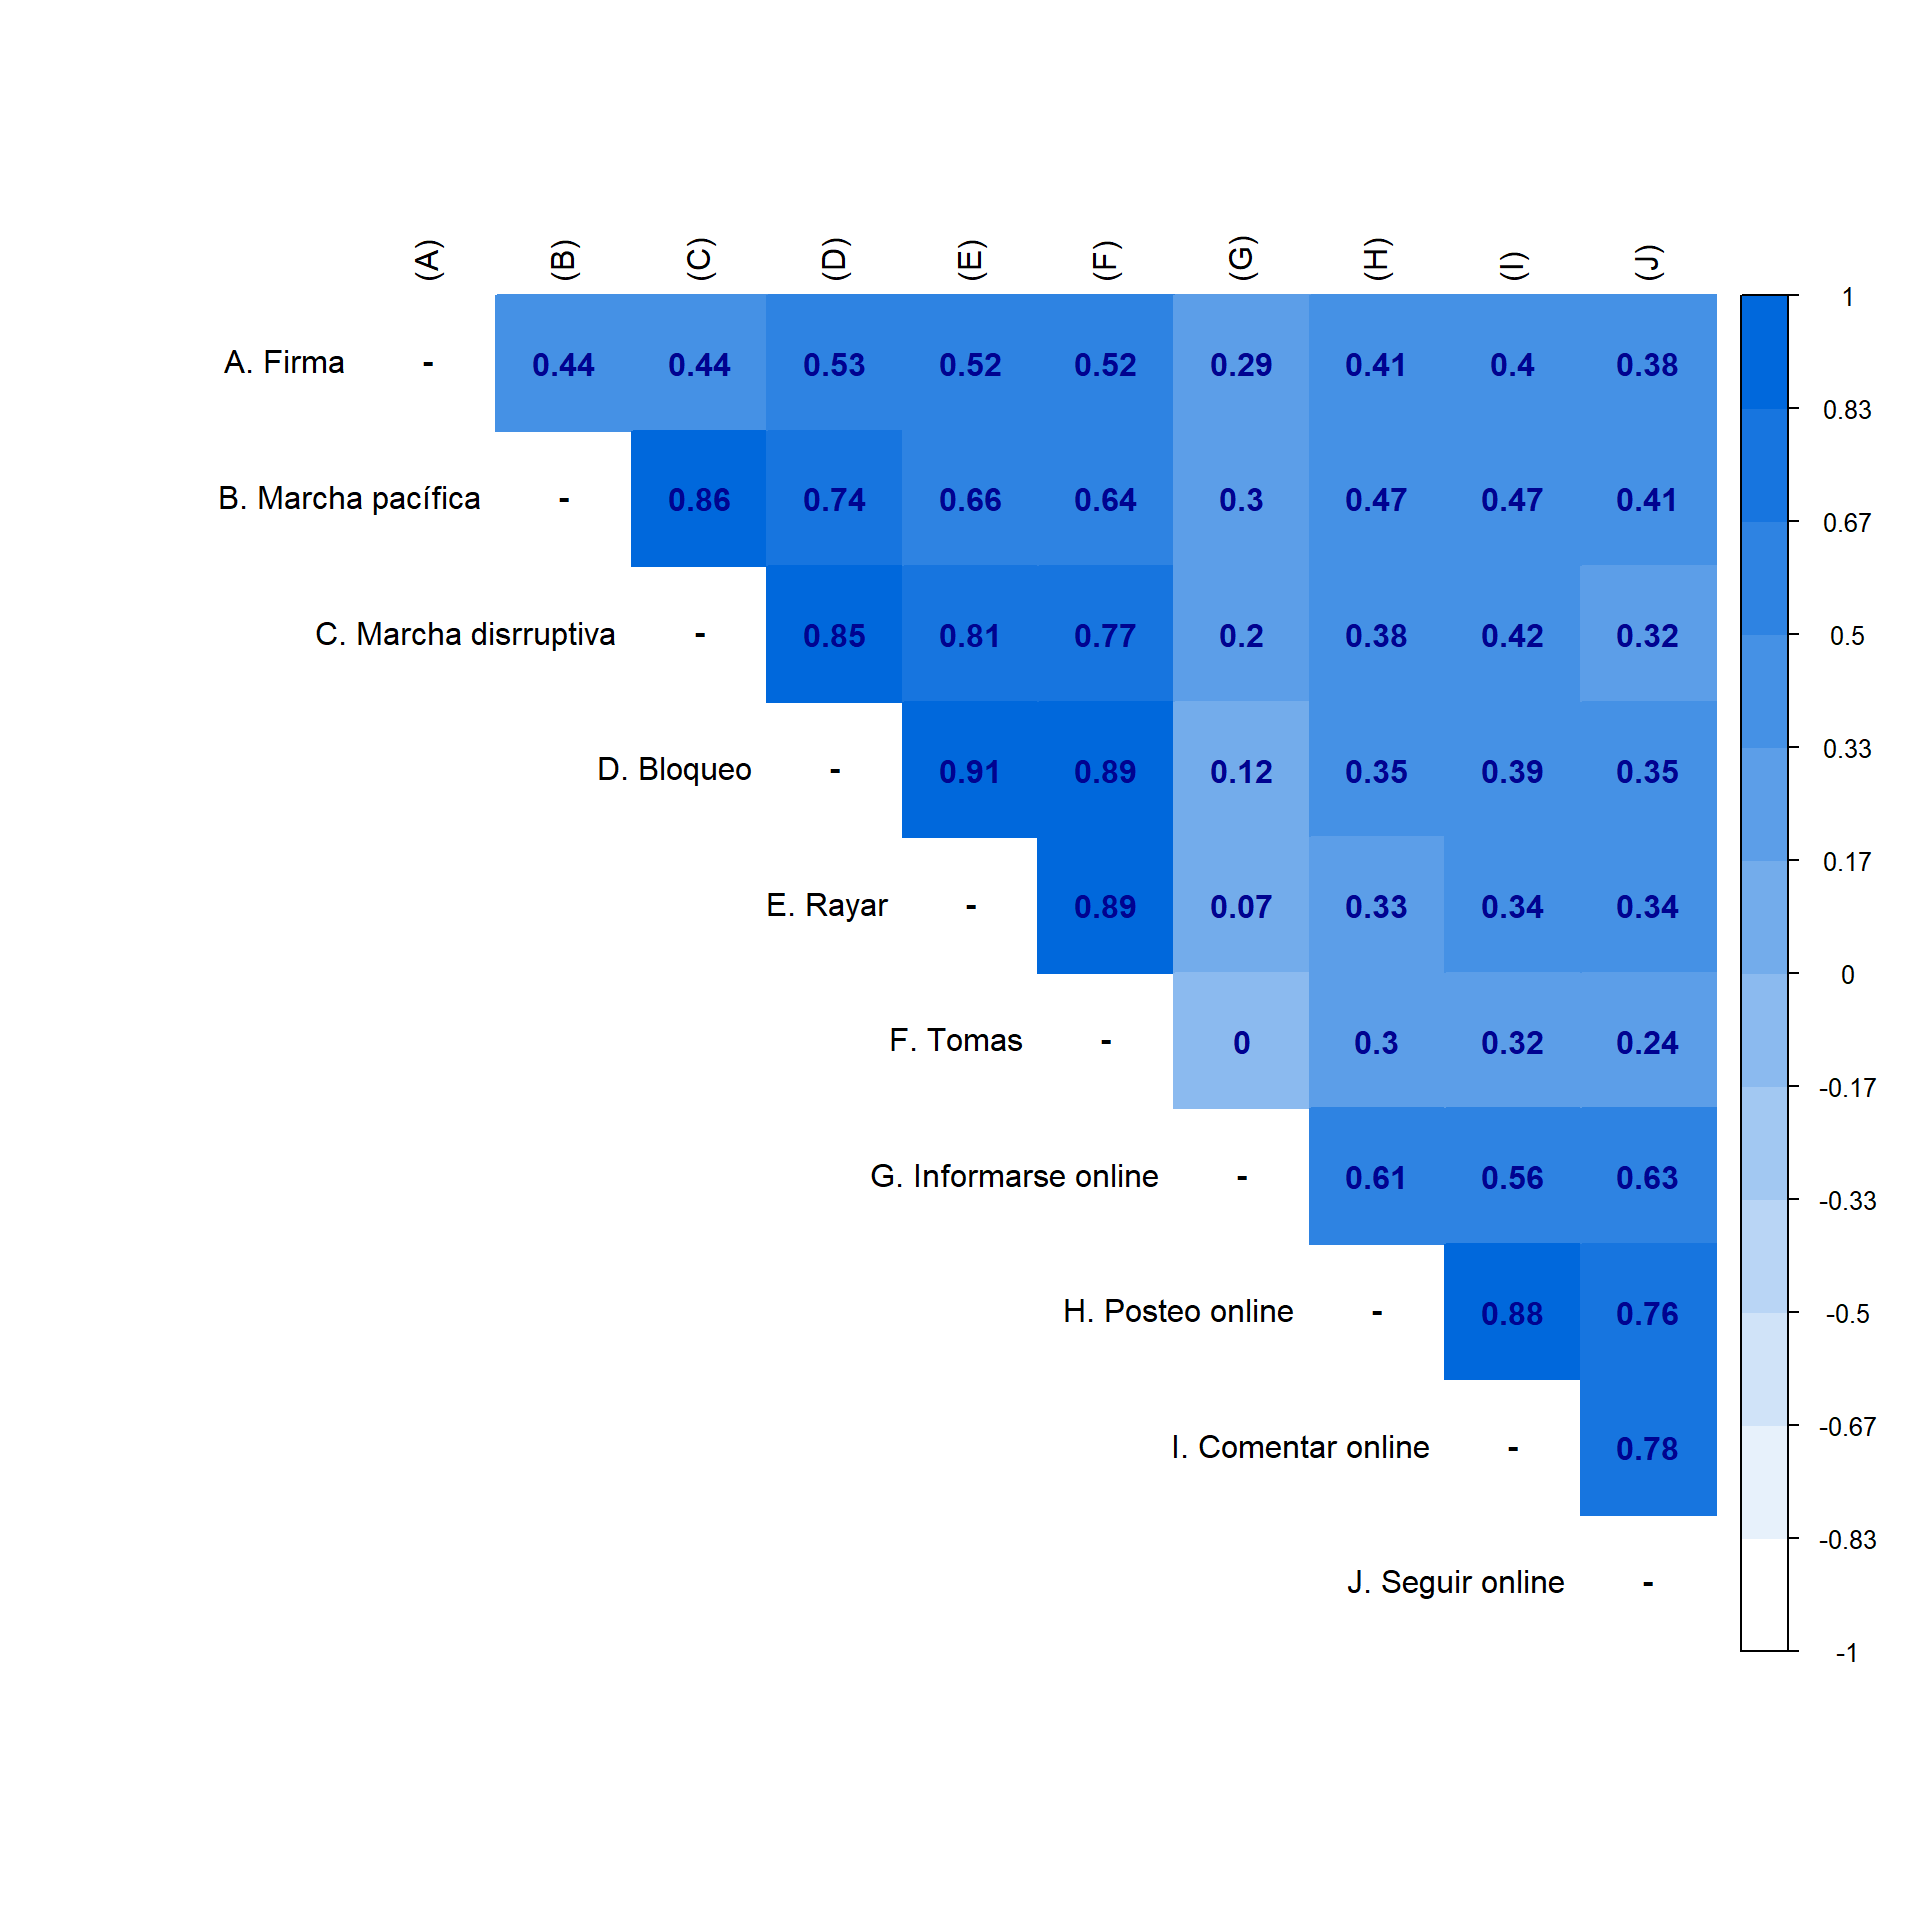 (A) (B) (C) (D) (E) (F) (G) (H) (I) (J)
A. Firma - 0.44 0.44 0.53 0.52 0.52 0.29 0.41 0.4 0.38
B. Marcha pacífica - 0.86 0.74 0.66 0.64 0.3 0.47 0.47 0.41
C. Marcha disrruptiva - 0.85 0.81 0.77 0.2 0.38 0.42 0.32
D. Bloqueo - 0.91 0.89 0.12 0.35 0.39 0.35
E. Rayar - 0.89 0.07 0.33 0.34 0.34
F. Tomas - 0 0.3 0.32 0.24
G. Informarse online - 0.61 0.56 0.63
H. Posteo online - 0.88 0.76
I. Comentar online - 0.78
J. Seguir online -
1
0.83
0.67
0.5
0.33
0.17
0
-0.17
-0.33
-0.5
-0.67
-0.83
-1